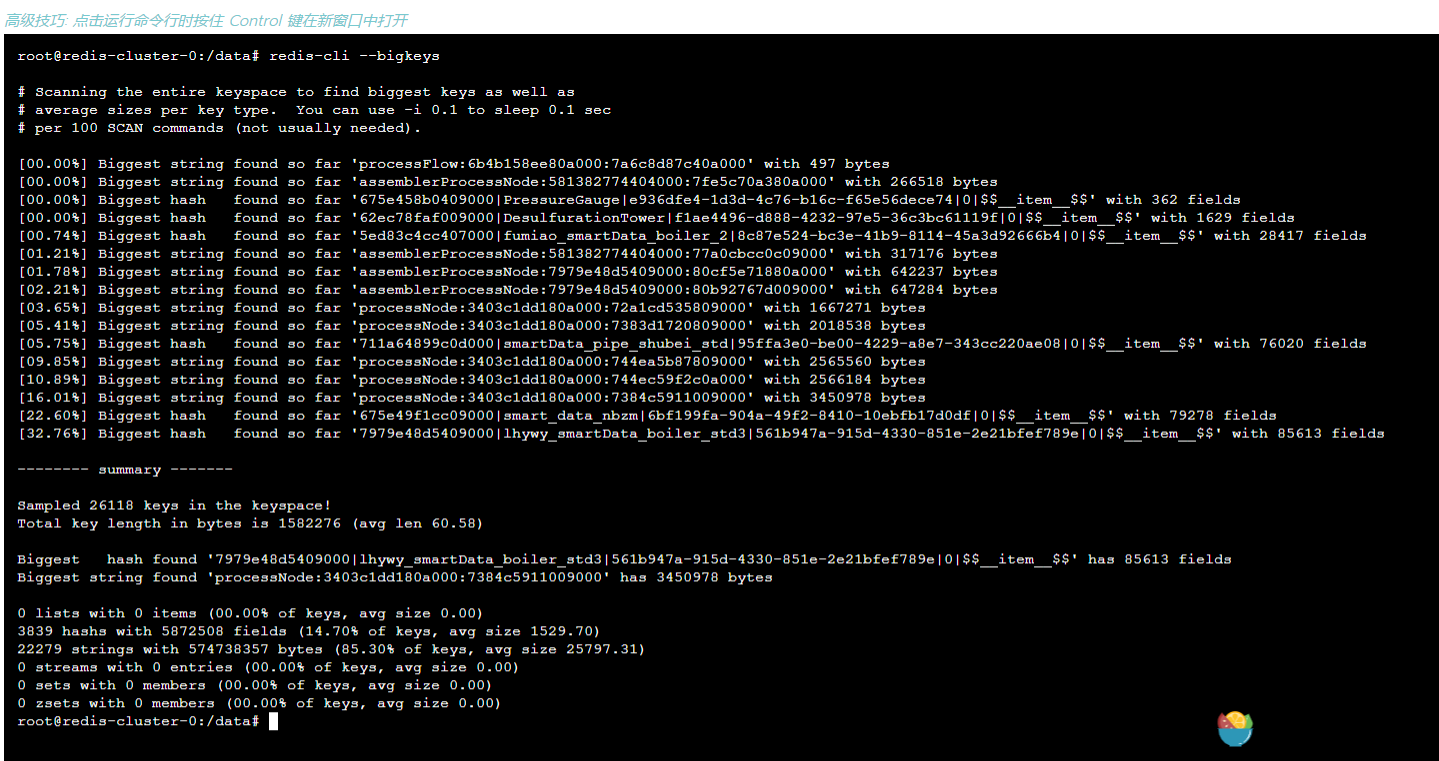 高级技巧: 点击运行命令行时按住 Control 键在新窗口中打开
root@redis-cluster-0:/data# redis-cli --bigkeys
# Scanning the entire keyspace to find biggest keys as well as
# average sizes per key type.  You can use -i 0.1 to sleep 0.1 sec
# per 100 SCAN commands (not usually needed).
[00.00%] Biggest string found so far 'processFlow:6b4b158ee80a000:7a6c8d87c40a000' with 497 bytes
[00.00%] Biggest string found so far 'assemblerProcessNode:581382774404000:7fe5c70a380a000' with 266518 bytes
[00.00%] Biggest hash   found so far '675e458b0409000|PressureGauge|e936dfe4-1d3d-4c76-b16c-f65e56dece74|0|$$__item__$$' with 362 fields
[00.00%] Biggest hash   found so far '62ec78faf009000|DesulfurationTower|f1ae4496-d888-4232-97e5-36c3bc61119f|0|$$__item__$$' with 1629 fields
[00.74%] Biggest hash   found so far '5ed83c4cc407000|fumiao_smartData_boiler_2|8c87e524-bc3e-41b9-8114-45a3d92666b4|0|$$__item__$$' with 28417 fields
[01.21%] Biggest string found so far 'assemblerProcessNode:581382774404000:77a0cbcc0c09000' with 317176 bytes
[01.78%] Biggest string found so far 'assemblerProcessNode:7979e48d5409000:80cf5e71880a000' with 642237 bytes
[02.21%] Biggest string found so far 'assemblerProcessNode:7979e48d5409000:80b92767d009000' with 647284 bytes
[03.65%] Biggest string found so far 'processNode:3403c1dd180a000:72a1cd535809000' with 1667271 bytes
[05.41%] Biggest string found so far 'processNode:3403c1dd180a000:7383d1720809000' with 2018538 bytes
[05.75%] Biggest hash   found so far '711a64899c0d000|smartData_pipe_shubei_std|95ffa3e0-be00-4229-a8e7-343cc220ae08|0|$$__item__$$' with 76020 fields
[09.85%] Biggest string found so far 'processNode:3403c1dd180a000:744ea5b87809000' with 2565560 bytes
[10.89%] Biggest string found so far 'processNode:3403c1dd180a000:744ec59f2c0a000' with 2566184 bytes
[16.01%] Biggest string found so far 'processNode:3403c1dd180a000:7384c5911009000' with 3450978 bytes
[22.60%] Biggest hash   found so far '675e49f1cc09000|smart_data_nbzm|6bf199fa-904a-49f2-8410-10ebfb17d0df|0|$$__item__$$' with 79278 fields
[32.76%] Biggest hash   found so far '7979e48d5409000|lhywy_smartData_boiler_std3|561b947a-915d-4330-851e-2e21bfef789e|0|$$__item__$$' with 85613 fields
-------- summary -------
Sampled 26118 keys in the keyspace!
Total key length in bytes is 1582276 (avg len 60.58)
Biggest   hash found '7979e48d5409000|lhywy_smartData_boiler_std3|561b947a-915d-4330-851e-2e21bfef789e|0|$$__item__$$' has 85613 fields
Biggest string found 'processNode:3403c1dd180a000:7384c5911009000' has 3450978 bytes
0 lists with 0 items (00.00% of keys, avg size 0.00)
3839 hashs with 5872508 fields (14.70% of keys, avg size 1529.70)
22279 strings with 574738357 bytes (85.30% of keys, avg size 25797.31)
0 streams with 0 entries (00.00% of keys, avg size 0.00)
0 sets with 0 members (00.00% of keys, avg size 0.00)
0 zsets with 0 members (00.00% of keys, avg size 0.00)
root@redis-cluster-0:/data#